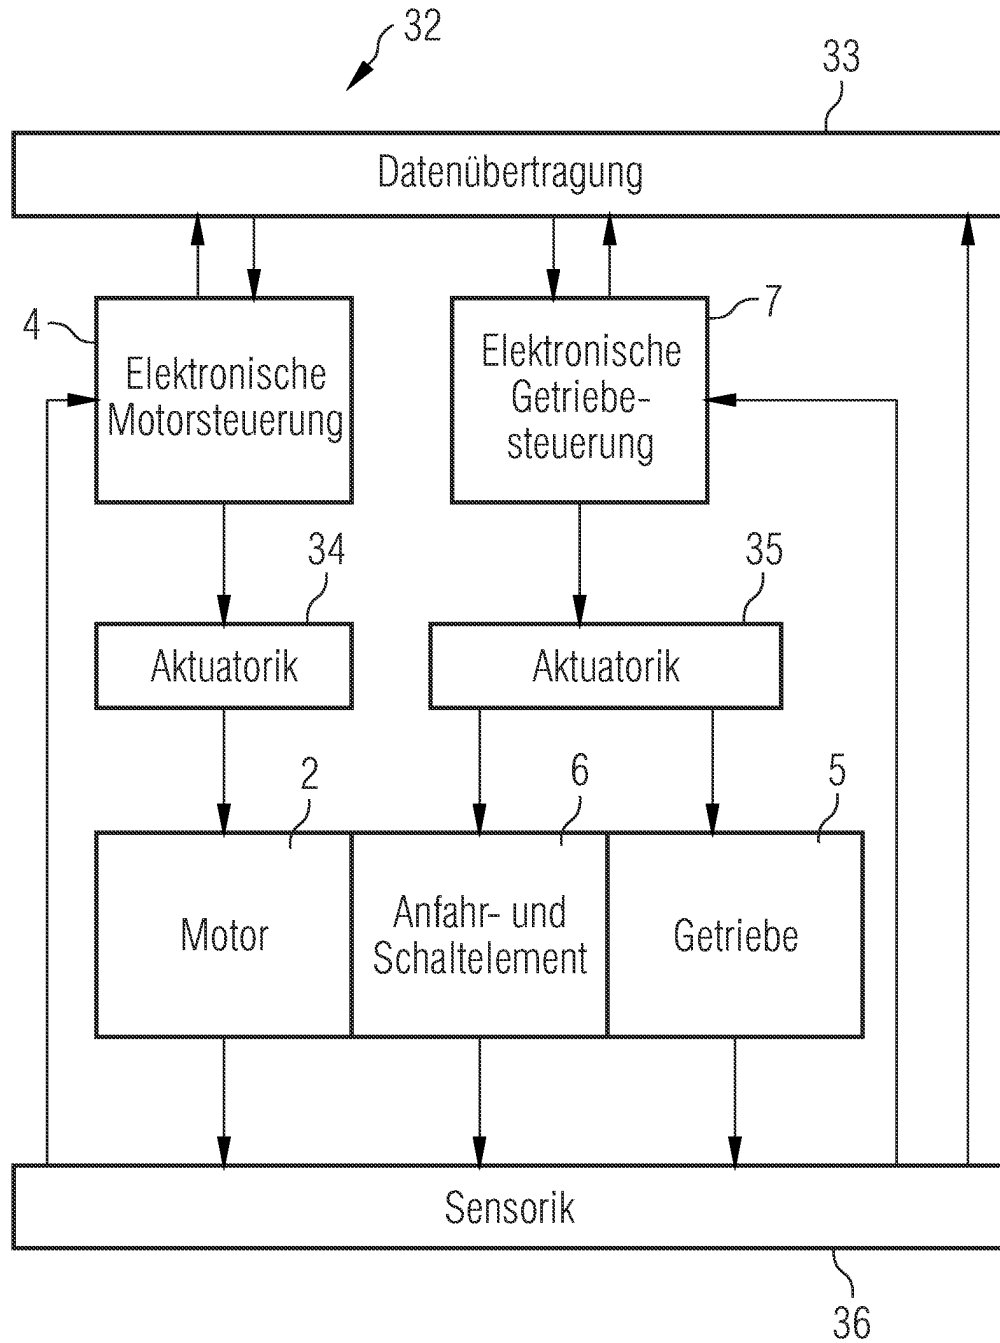 32
33
Datenübertragung
4
Elektronische
Motorsteuerung
7
Elektronische
Getriebe-
steuerung
34
Aktuatorik
35
Aktuatorik
2
Motor
6
Anfahr- und
Schaltelement
5
Getriebe
Sensorik
36